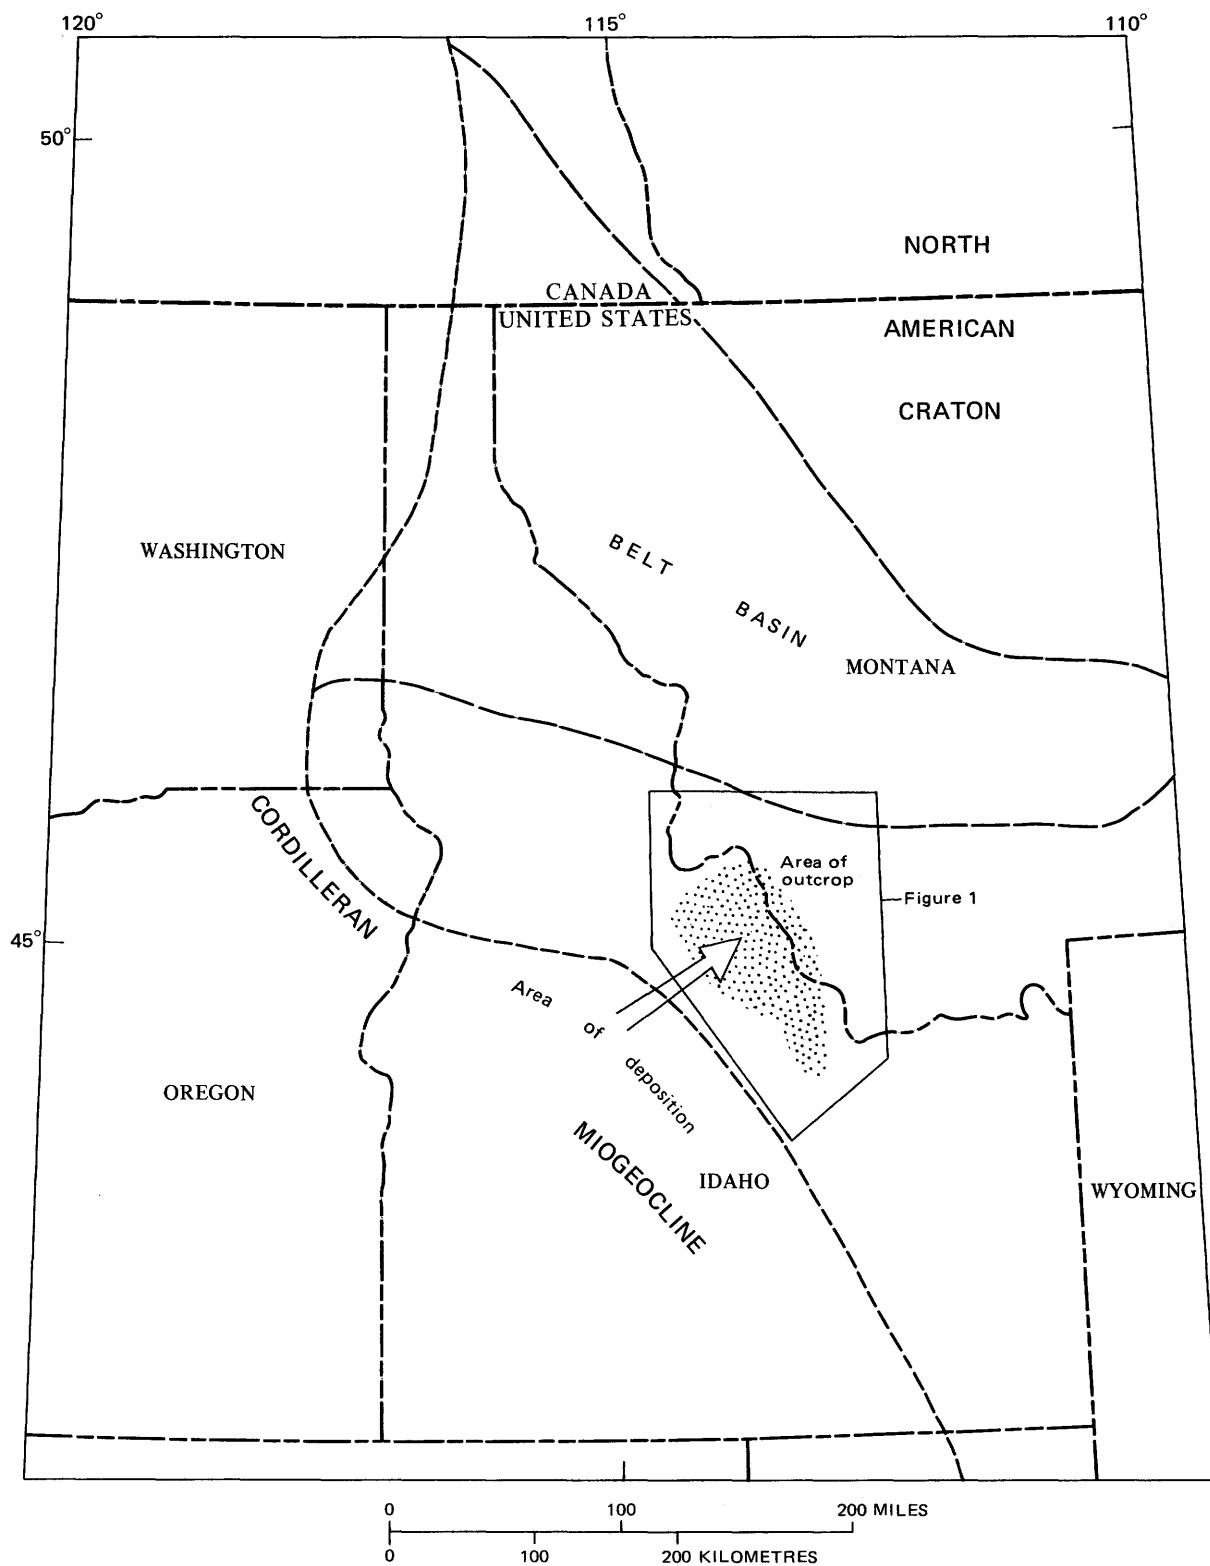 120°
115°
110°
50°
NORTH
CANADA
UNITED STATES
AMERICAN
CRATON
WASHINGTON
BELT
BASIN
MONTANA
CORDILLERAN
Area of
outcrop
Figure 1
45°
Area
of
deposition
OREGON
MIOGEOCLINE
IDAHO
WYOMING
0 100 200 MILES
0 100 200 KILOMETRES